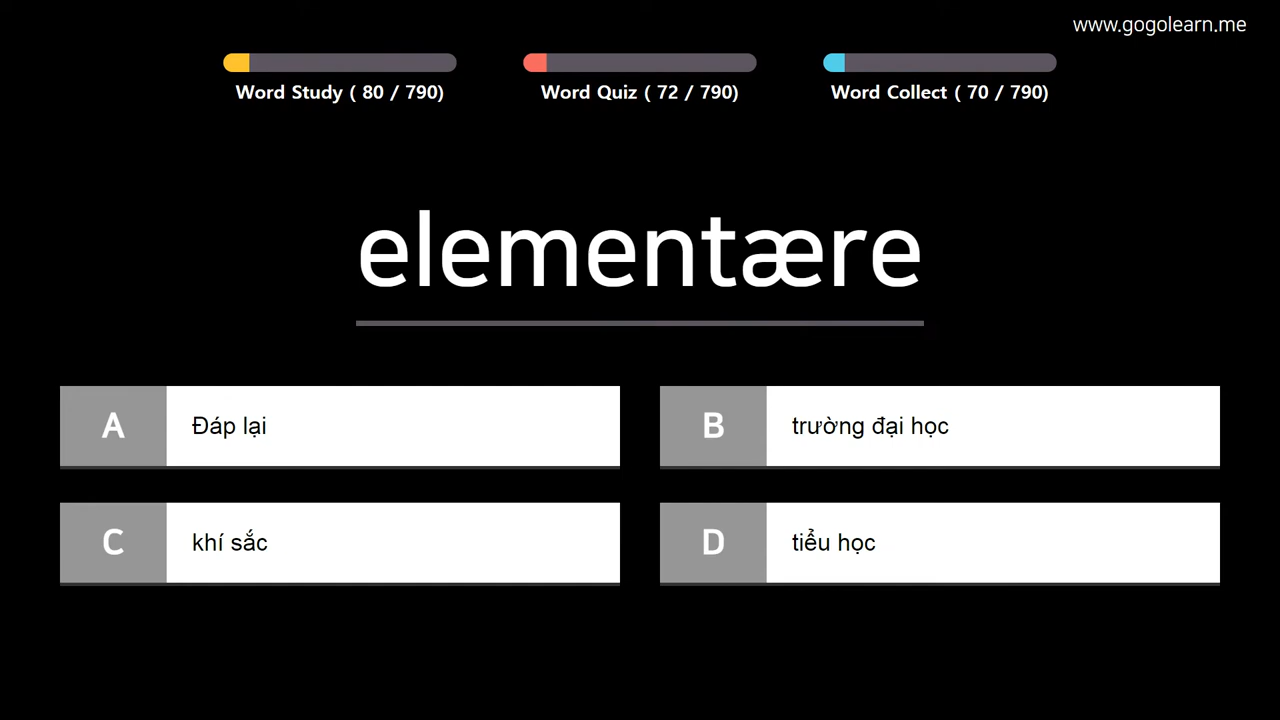 www.gogolearn.me
Word Study ( 80 / 790)
Word Quiz ( 72 / 790)
Word Collect ( 70 / 790)
elementære
A Đáp lại
B trường đại học
C khí sắc
D tiểu học